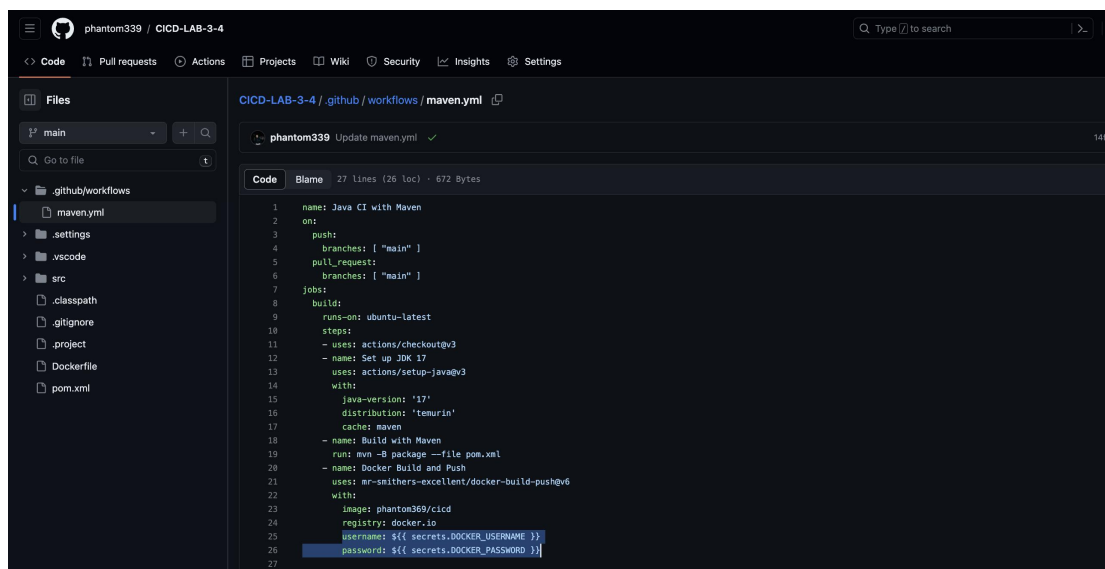 phantom339 / CICD-LAB-3-4
Type / to search
Code Pull requests Actions Projects Wiki Security Insights Settings
Files
main
Go to file t
.github/workflows
maven.yml
.settings
.vscode
src
.classpath
.gitignore
.project
Dockerfile
pom.xml
CICD-LAB-3-4 / .github / workflows / maven.yml
phantom339 Update maven.yml
Code Blame 27 lines (26 loc) · 672 Bytes
1 name: Java CI with Maven
2 on:
3 push:
4 branches: [ "main" ]
5 pull_request:
6 branches: [ "main" ]
7 jobs:
8 build:
9 runs-on: ubuntu-latest
10 steps:
11 - uses: actions/checkout@v3
12 - name: Set up JDK 17
13 uses: actions/setup-java@v3
14 with:
15 java-version: '17'
16 distribution: 'temurin'
17 cache: maven
18 - name: Build with Maven
19 run: mvn -B package --file pom.xml
20 - name: Docker Build and Push
21 uses: mr-smithers-excellent/docker-build-push@v6
22 with:
23 image: phantom369/cicd
24 registry: docker.io
25 username: ${{ secrets.DOCKER_USERNAME }}
26 password: ${{ secrets.DOCKER_PASSWORD }}
27